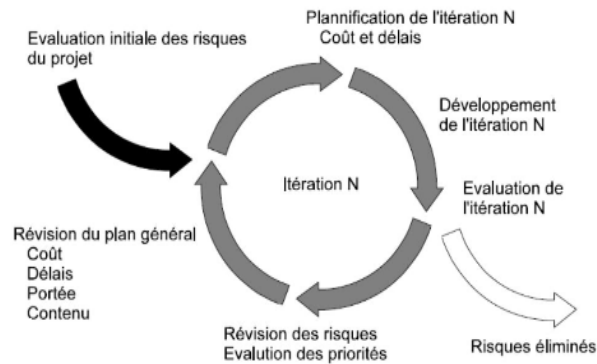 Evaluation initiale des risques
du projet
Plannification de l'itération N
Coût et délais
Développement
de l'itération N
Itération N
Evaluation de
l'itération N
Révision du plan général
Coût
Délais
Portée
Contenu
Révision des risques
Evalution des priorités
Risques éliminés